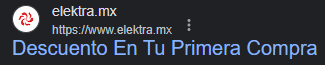 elektra.mx
https://www.elektra.mx
Descuento En Tu Primera Compra